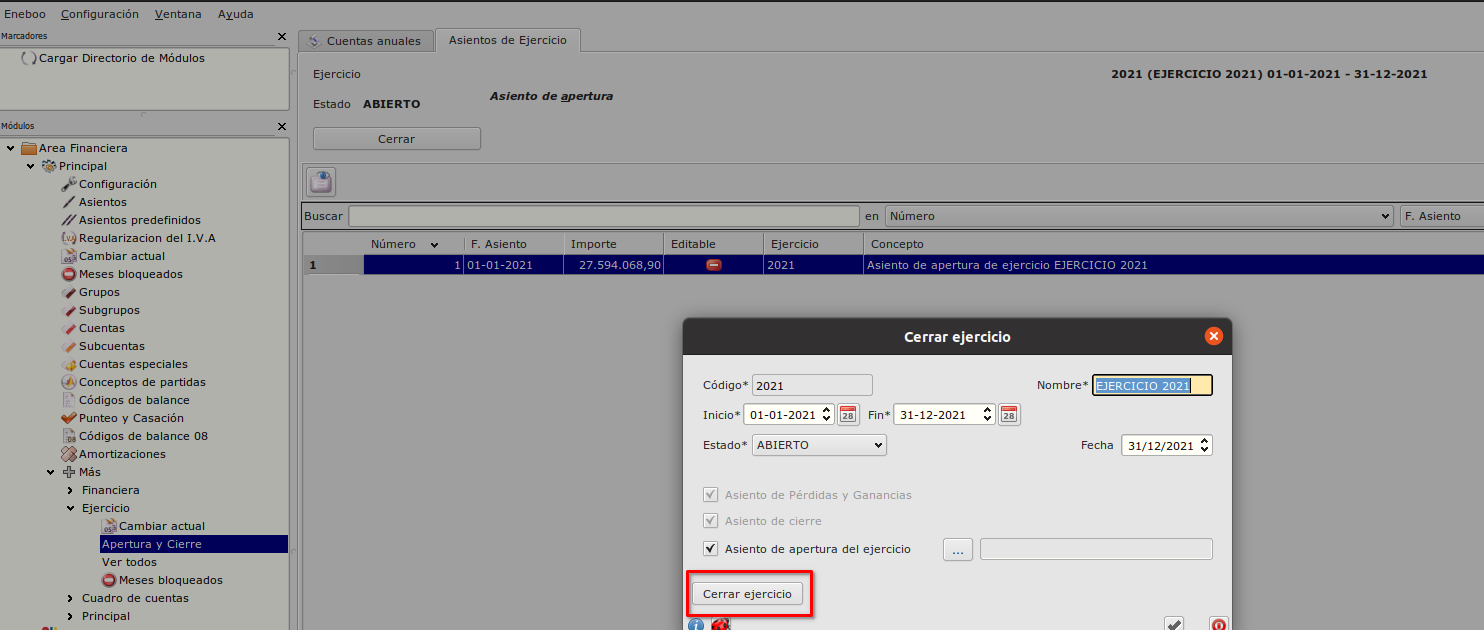 Eneboo Configuración Ventana Ayuda
Marcadores
Cargar Directorio de Módulos
Módulos
Area Financiera
Principal
Configuración
Asientos
Asientos predefinidos
Regularizacion del I.V.A
Cambiar actual
Meses bloqueados
Grupos
Subgrupos
Cuentas
Subcuentas
Cuentas especiales
Conceptos de partidas
Códigos de balance
Punteo y Casación
Códigos de balance 08
Amortizaciones
Más
Financiera
Ejercicio
Cambiar actual
Apertura y Cierre
Ver todos
Meses bloqueados
Cuadro de cuentas
Principal
Cuentas anuales Asientos de Ejercicio
Ejercicio 2021 (EJERCICIO 2021) 01-01-2021 - 31-12-2021
Estado ABIERTO Asiento de apertura
Cerrar
Buscar en Número F. Asiento
Número F. Asiento Importe Editable Ejercicio Concepto
1 1 01-01-2021 27.594.068,90 2021 Asiento de apertura de ejercicio EJERCICIO 2021
Cerrar ejercicio
Código* 2021 Nombre* EJERCICIO 2021
Inicio* 01-01-2021 28 Fin* 31-12-2021 28
Estado* ABIERTO Fecha 31/12/2021
Asiento de Pérdidas y Ganancias
Asiento de cierre
Asiento de apertura del ejercicio ...
Cerrar ejercicio